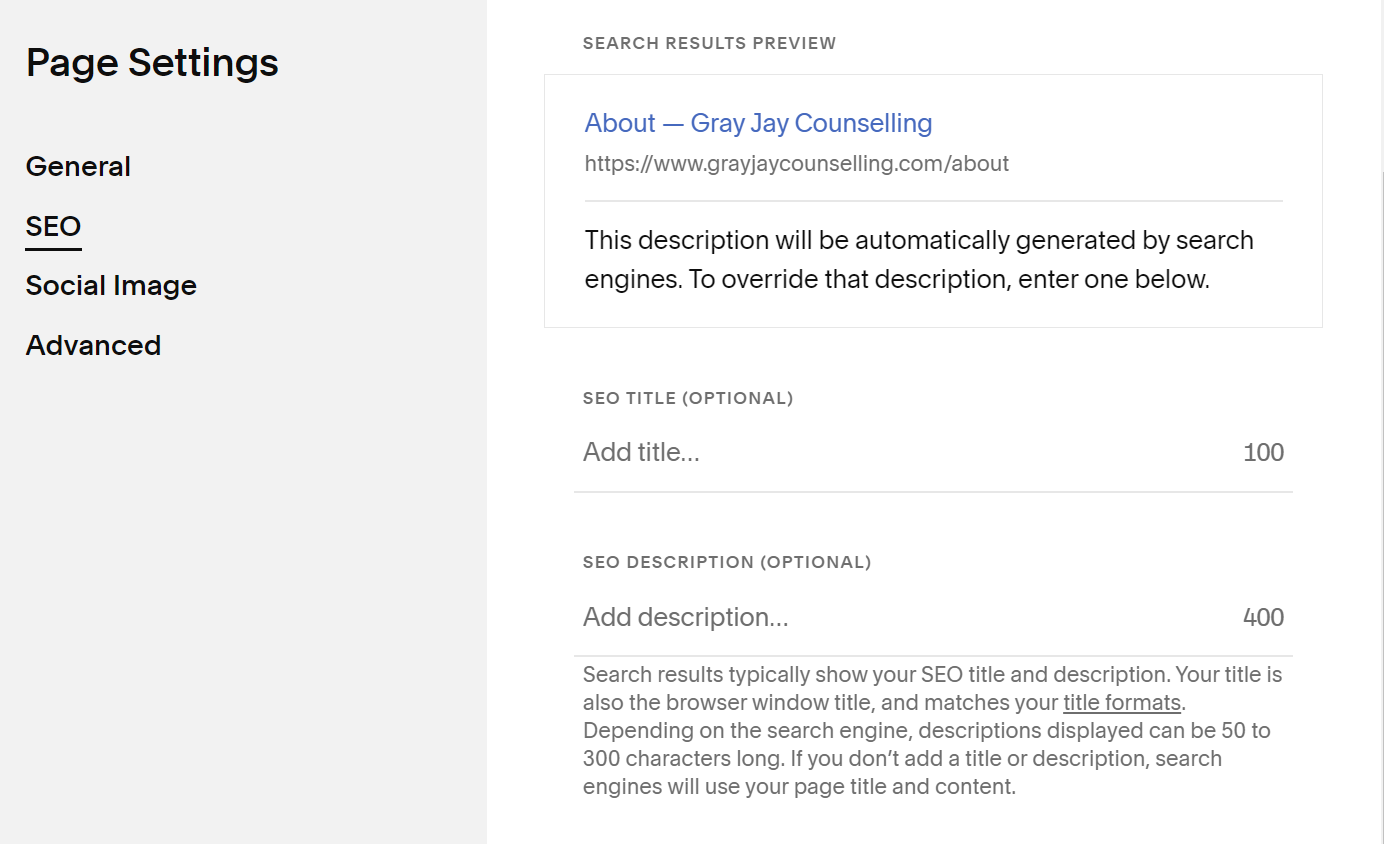 Page Settings
General
SEO
Social Image
Advanced
SEARCH RESULTS PREVIEW
About — Gray Jay Counselling
https://www.grayjaycounselling.com/about
This description will be automatically generated by search
engines. To override that description, enter one below.
SEO TITLE (OPTIONAL)
Add title... 100
SEO DESCRIPTION (OPTIONAL)
Add description... 400
Search results typically show your SEO title and description. Your title is
also the browser window title, and matches your title formats.
Depending on the search engine, descriptions displayed can be 50 to
300 characters long. If you don’t add a title or description, search
engines will use your page title and content.